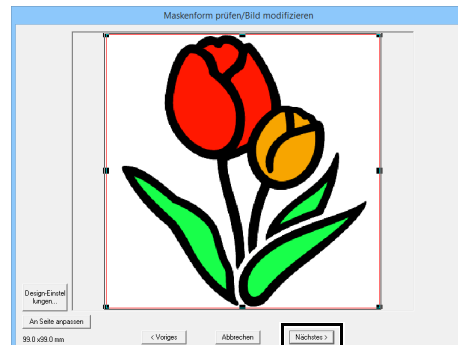 Maskenform prüfen/Bild modifizieren
Design-Einstel
lungen...
An Seite anpassen
99.0 x99.0 mm
< Voriges
Abbrechen
Nächstes >